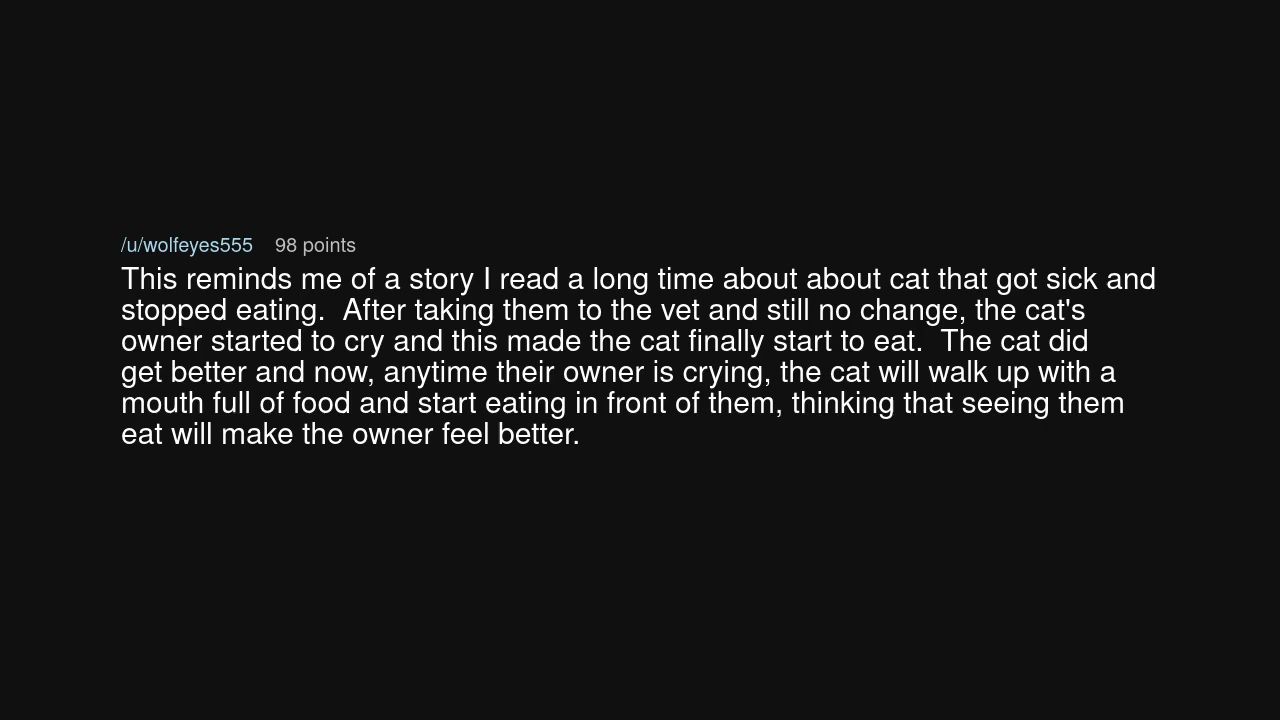 /u/wolfeyes555 98 points
This reminds me of a story I read a long time about about cat that got sick and
stopped eating.  After taking them to the vet and still no change, the cat's
owner started to cry and this made the cat finally start to eat.  The cat did
get better and now, anytime their owner is crying, the cat will walk up with a
mouth full of food and start eating in front of them, thinking that seeing them
eat will make the owner feel better.